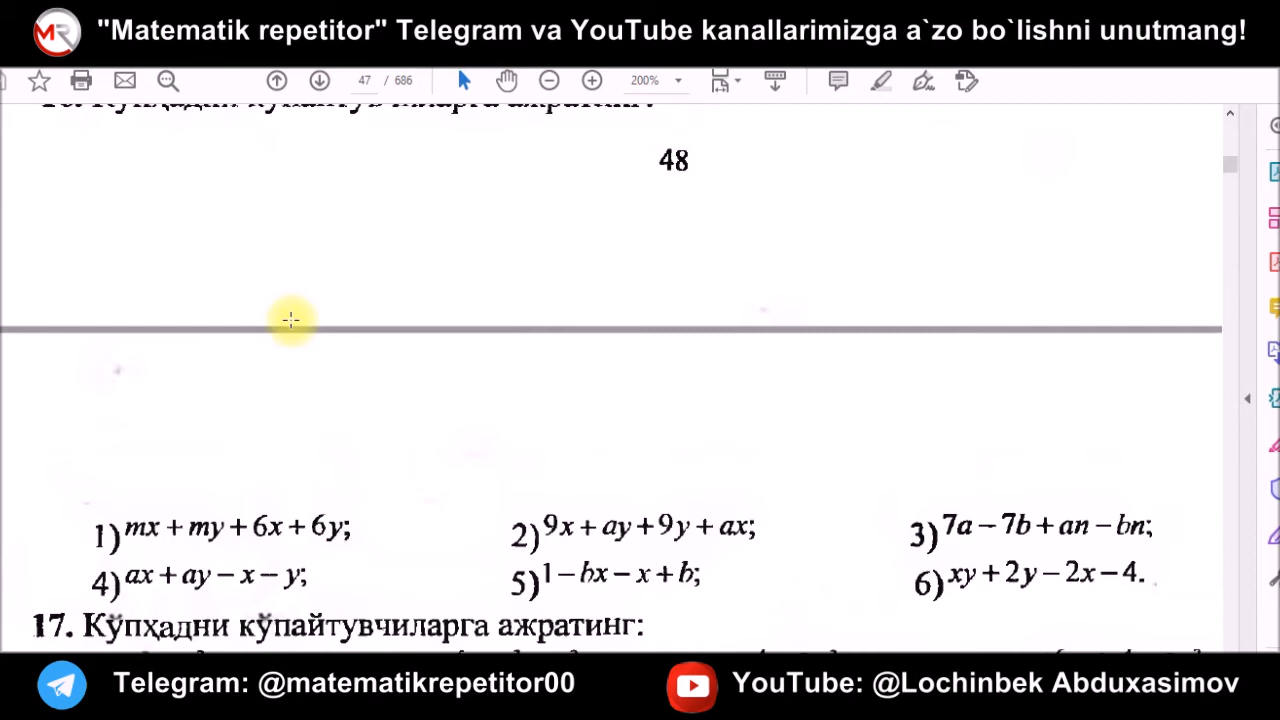 "Matematik repetitor" Telegram va YouTube kanallarimizga a`zo bo`lishni unutmang!
47 / 686
200%
48
1) mx + my + 6x + 6y; 2) 9x + ay + 9y + ax; 3) 7a − 7b + an − bn;
4) ax + ay − x − y; 5) 1 − bx − x + b; 6) xy + 2y − 2x − 4.
17. Кўпҳадни кўпайтувчиларга ажратинг:
Telegram: @matematikrepetitor00 YouTube: @Lochinbek Abduxasimov